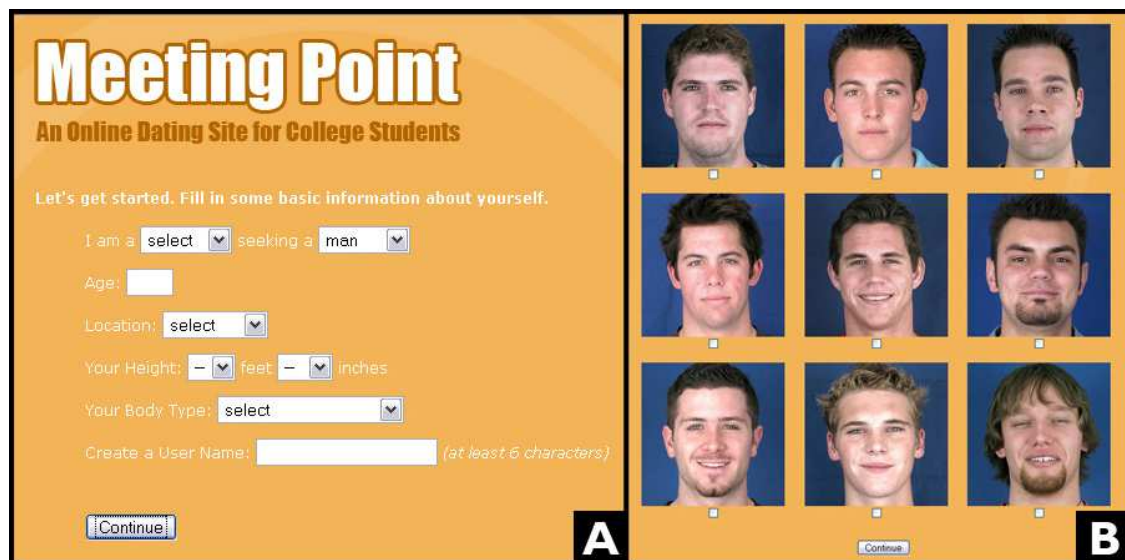 Meeting Point
An Online Dating Site for College Students
Let's get started. Fill in some basic information about yourself.
I am a select seeking a man
Age:
Location: select
Your Height: – feet – inches
Your Body Type: select
Create a User Name: (at least 6 characters)
Continue
A
Continue
B